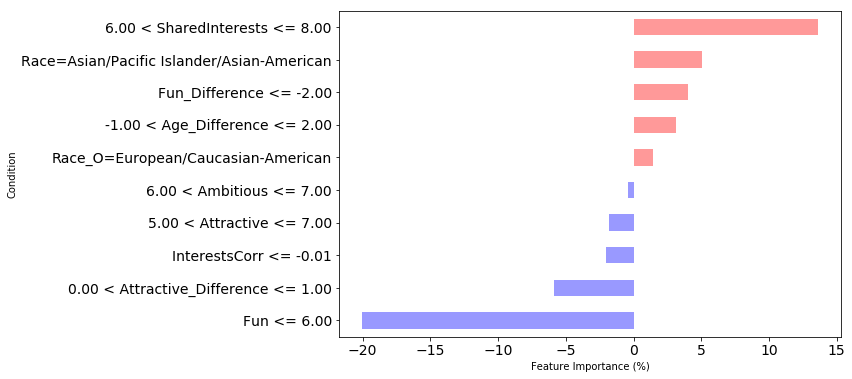 6.00 < SharedInterests <= 8.00
Race=Asian/Pacific Islander/Asian-American
Fun_Difference <= -2.00
-1.00 < Age_Difference <= 2.00
Race_O=European/Caucasian-American
6.00 < Ambitious <= 7.00
5.00 < Attractive <= 7.00
InterestsCorr <= -0.01
0.00 < Attractive_Difference <= 1.00
Fun <= 6.00
Condition
−20 −15 −10 −5 0 5 10 15
Feature Importance (%)